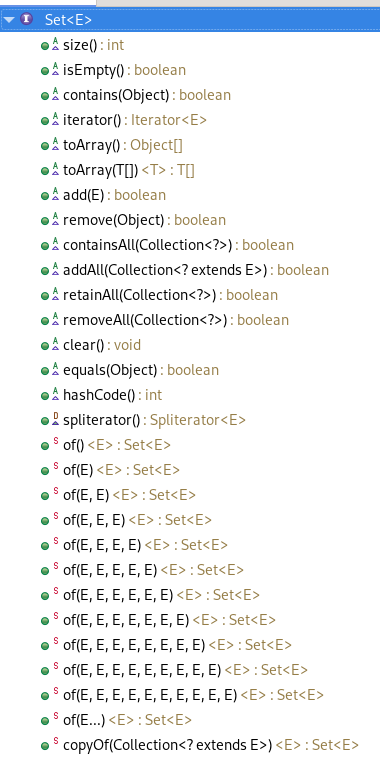 Set<E>
size() : int
isEmpty() : boolean
contains(Object) : boolean
iterator() : Iterator<E>
toArray() : Object[]
toArray(T[]) <T> : T[]
add(E) : boolean
remove(Object) : boolean
containsAll(Collection<?>) : boolean
addAll(Collection<? extends E>) : boolean
retainAll(Collection<?>) : boolean
removeAll(Collection<?>) : boolean
clear() : void
equals(Object) : boolean
hashCode() : int
spliterator() : Spliterator<E>
of() <E> : Set<E>
of(E) <E> : Set<E>
of(E, E) <E> : Set<E>
of(E, E, E) <E> : Set<E>
of(E, E, E, E) <E> : Set<E>
of(E, E, E, E, E) <E> : Set<E>
of(E, E, E, E, E, E) <E> : Set<E>
of(E, E, E, E, E, E, E) <E> : Set<E>
of(E, E, E, E, E, E, E, E) <E> : Set<E>
of(E, E, E, E, E, E, E, E, E) <E> : Set<E>
of(E, E, E, E, E, E, E, E, E, E) <E> : Set<E>
of(E...) <E> : Set<E>
copyOf(Collection<? extends E>) <E> : Set<E>